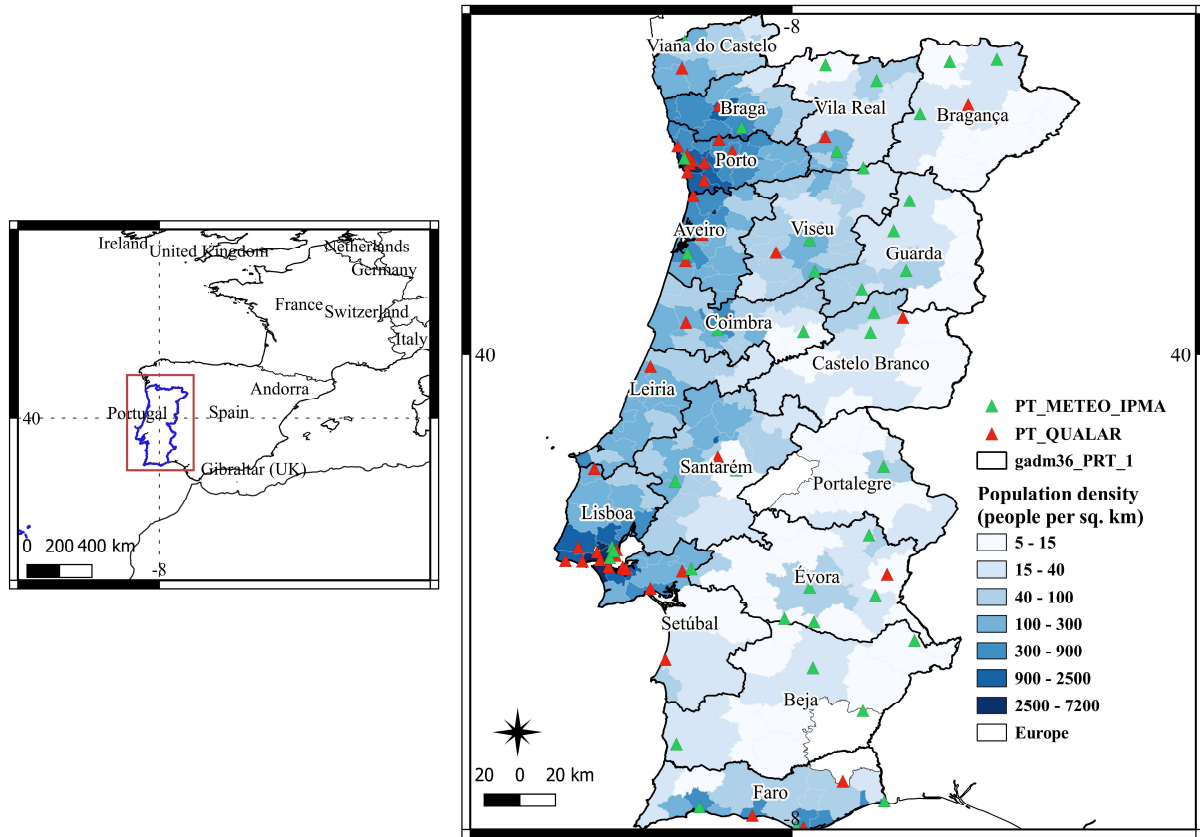 Ireland
United Kingdom
Netherlands
Germany
France
Switzerland
Italy
Andorra
Portugal
Spain
40
Gibraltar (UK)
0 200 400 km
-8
-8
Viana do Castelo
Braga
Vila Real
Bragança
Porto
Aveiro
Viseu
Guarda
Coimbra
40
40
Castelo Branco
Leiria
Santarém
Portalegre
Lisboa
Évora
Setúbal
Beja
Faro
-8
20 0 20 km
PT_METEO_IPMA
PT_QUALAR
gadm36_PRT_1
Population density
(people per sq. km)
5 - 15
15 - 40
40 - 100
100 - 300
300 - 900
900 - 2500
2500 - 7200
Europe